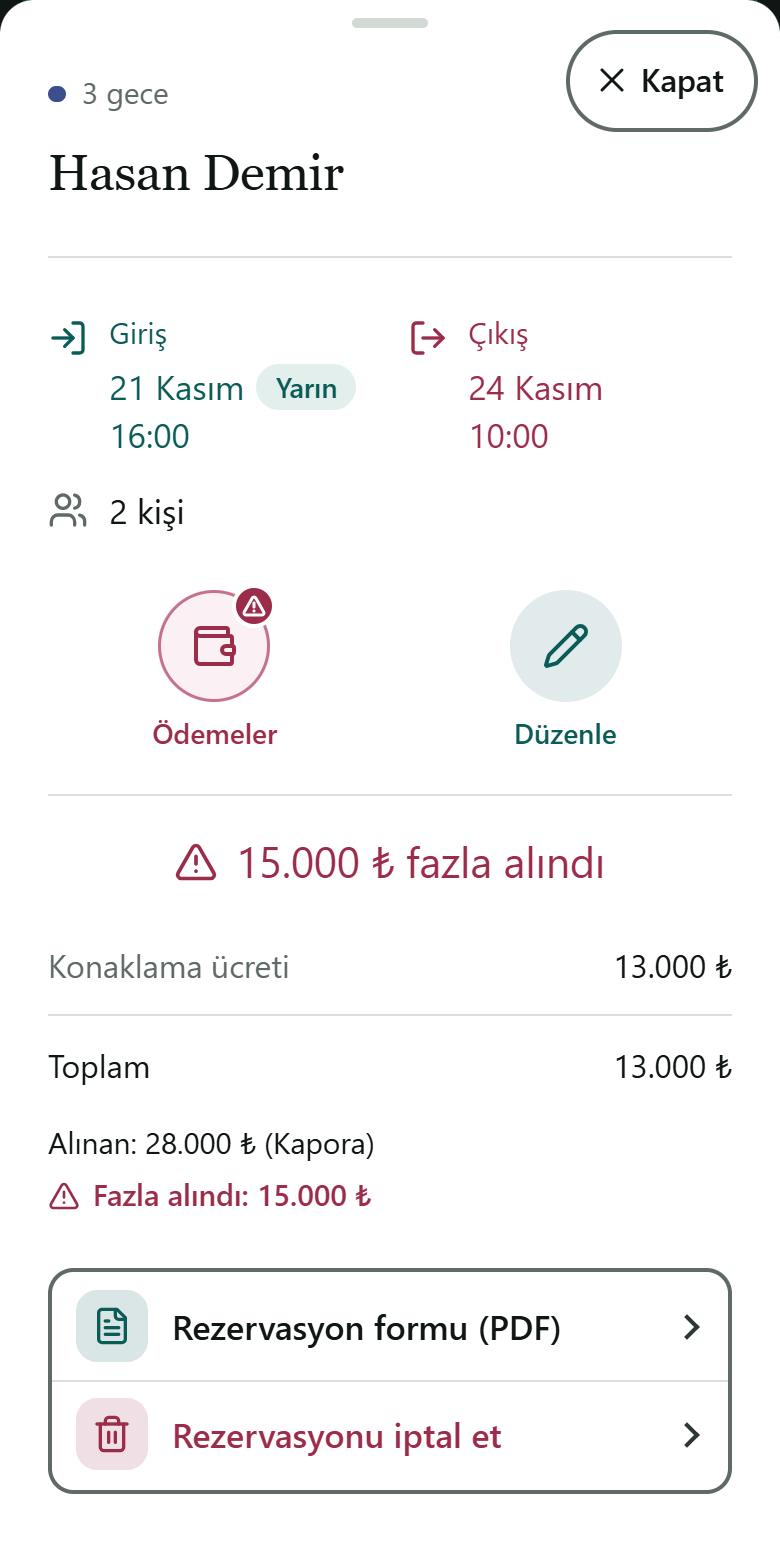 3 gece
Kapat
Hasan Demir
Giriş
21 Kasım Yarın
16:00
Çıkış
24 Kasım
10:00
2 kişi
Ödemeler
Düzenle
15.000 ₺ fazla alındı
Konaklama ücreti 13.000 ₺
Toplam 13.000 ₺
Alınan: 28.000 ₺ (Kapora)
Fazla alındı: 15.000 ₺
Rezervasyon formu (PDF)
Rezervasyonu iptal et